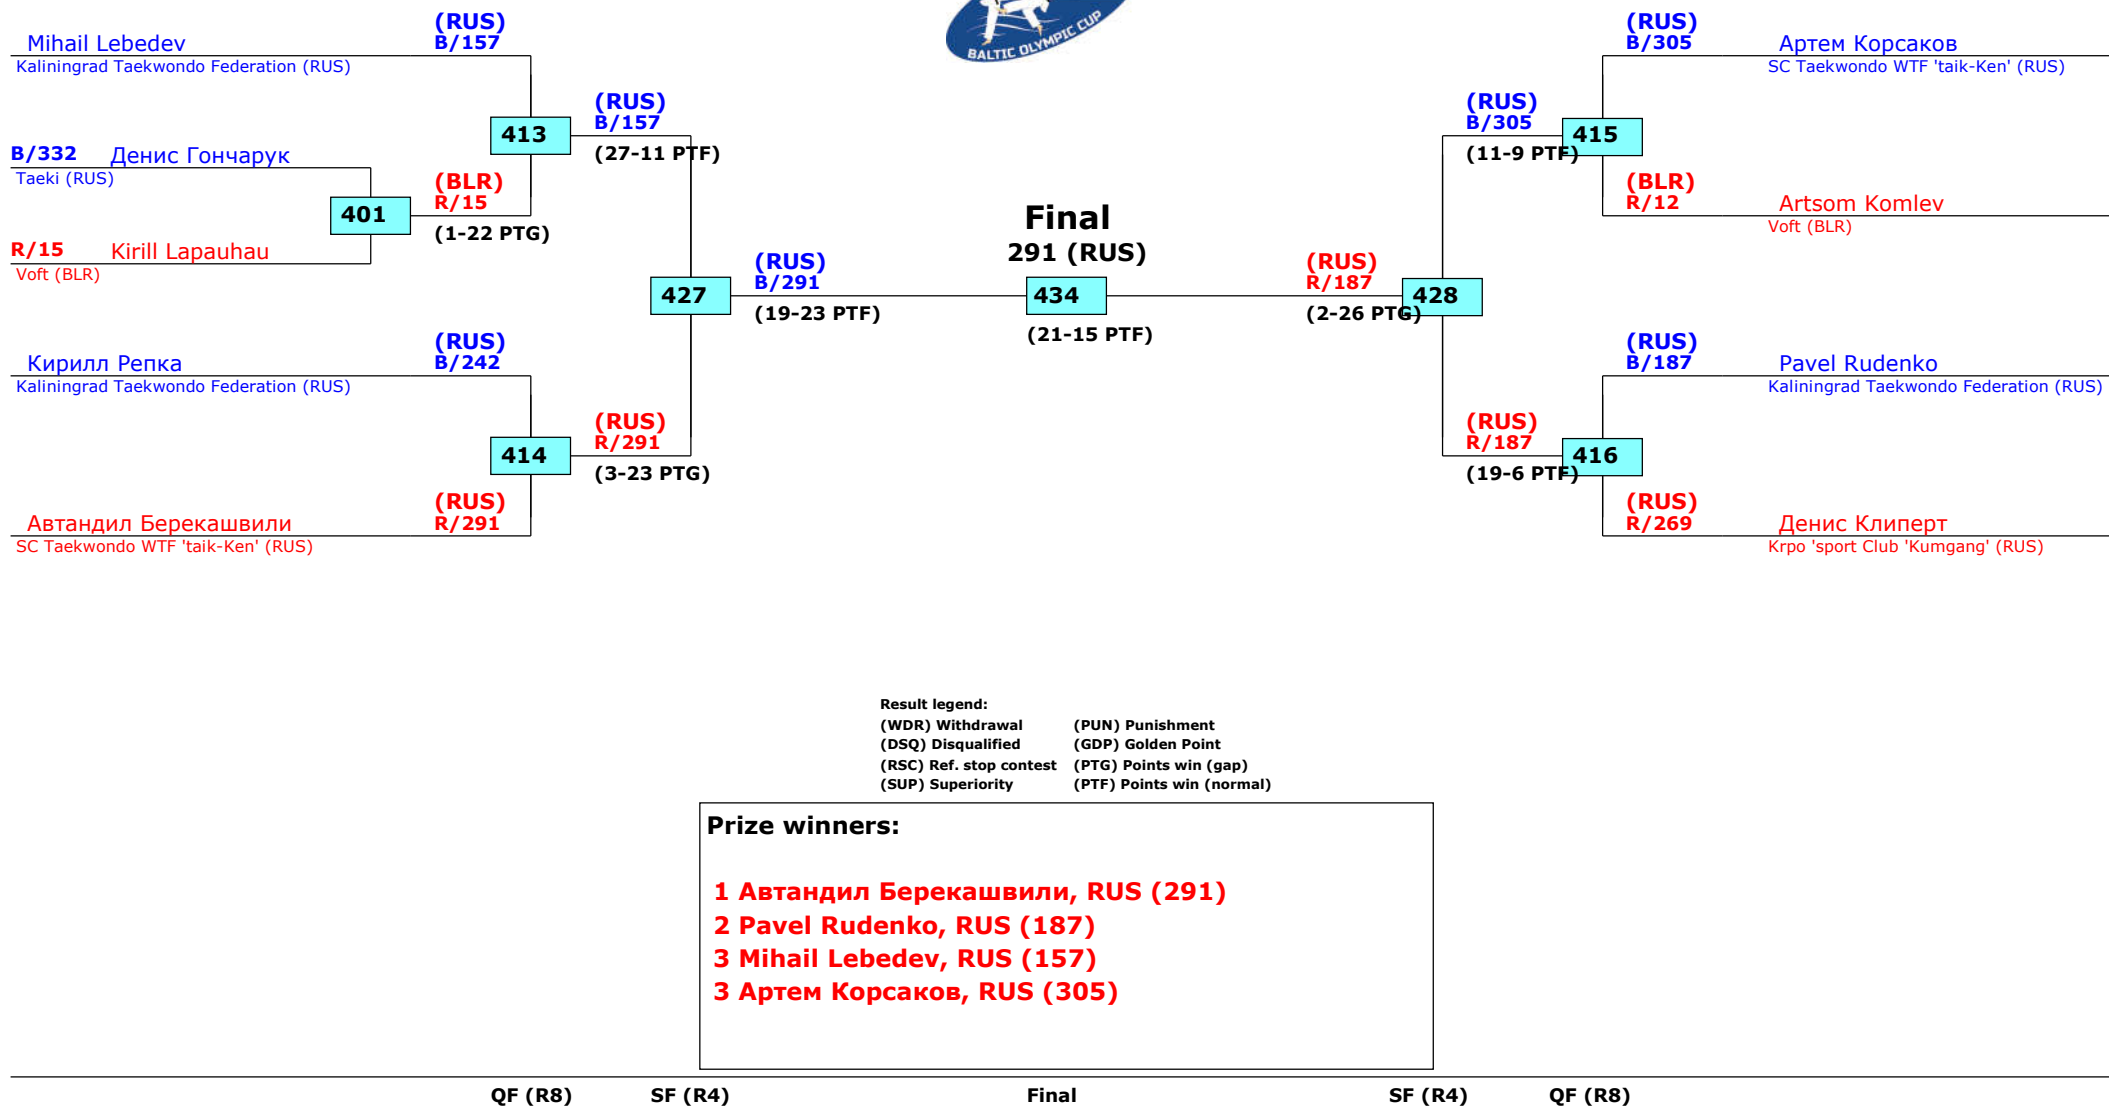 BALTIC OLYMPIC CUP
Mihail Lebedev
(RUS)
B/157
Kaliningrad Taekwondo Federation (RUS)
413
(RUS)
B/157
(27-11 PTF)
B/332 Денис Гончарук
Taeki (RUS)
401
(BLR)
R/15
(1-22 PTG)
R/15 Kirill Lapauhau
Voft (BLR)
427
(RUS)
B/291
(19-23 PTF)
Кирилл Репка
(RUS)
B/242
Kaliningrad Taekwondo Federation (RUS)
414
(RUS)
R/291
(3-23 PTG)
Автандил Берекашвили
(RUS)
R/291
SC Taekwondo WTF 'taik-Ken' (RUS)
Final
291 (RUS)
434
(21-15 PTF)
(RUS)
B/305
Артем Корсаков
SC Taekwondo WTF 'taik-Ken' (RUS)
(RUS)
B/305
415
(11-9 PTF)
(BLR)
R/12
Artsom Komlev
Voft (BLR)
(RUS)
R/187
428
(2-26 PTG)
(RUS)
B/187
Pavel Rudenko
Kaliningrad Taekwondo Federation (RUS)
(RUS)
R/187
416
(19-6 PTF)
(RUS)
R/269
Денис Клиперт
Krpo 'sport Club 'Kumgang' (RUS)
Result legend:
(WDR) Withdrawal (PUN) Punishment
(DSQ) Disqualified (GDP) Golden Point
(RSC) Ref. stop contest (PTG) Points win (gap)
(SUP) Superiority (PTF) Points win (normal)
Prize winners:
1 Автандил Берекашвили, RUS (291)
2 Pavel Rudenko, RUS (187)
3 Mihail Lebedev, RUS (157)
3 Артем Корсаков, RUS (305)
QF (R8) SF (R4) Final SF (R4) QF (R8)